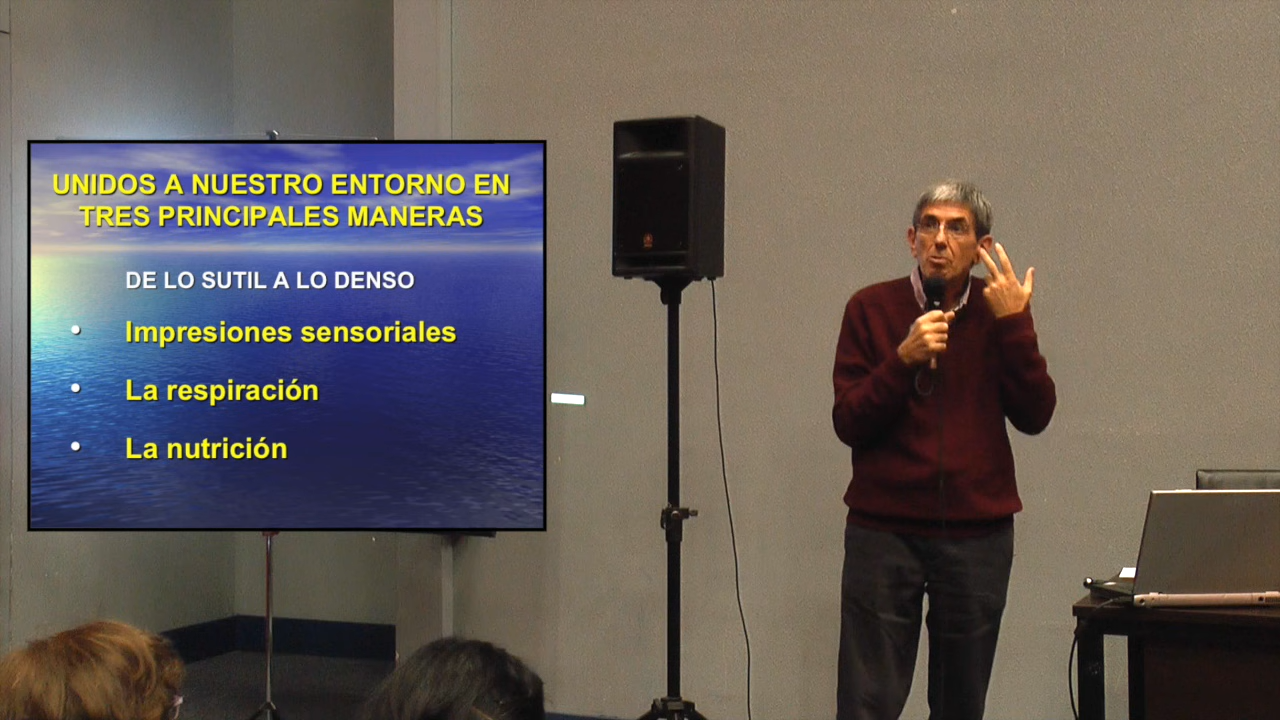 UNIDOS A NUESTRO ENTORNO EN
TRES PRINCIPALES MANERAS
DE LO SUTIL A LO DENSO
• Impresiones sensoriales
• La respiración
• La nutrición